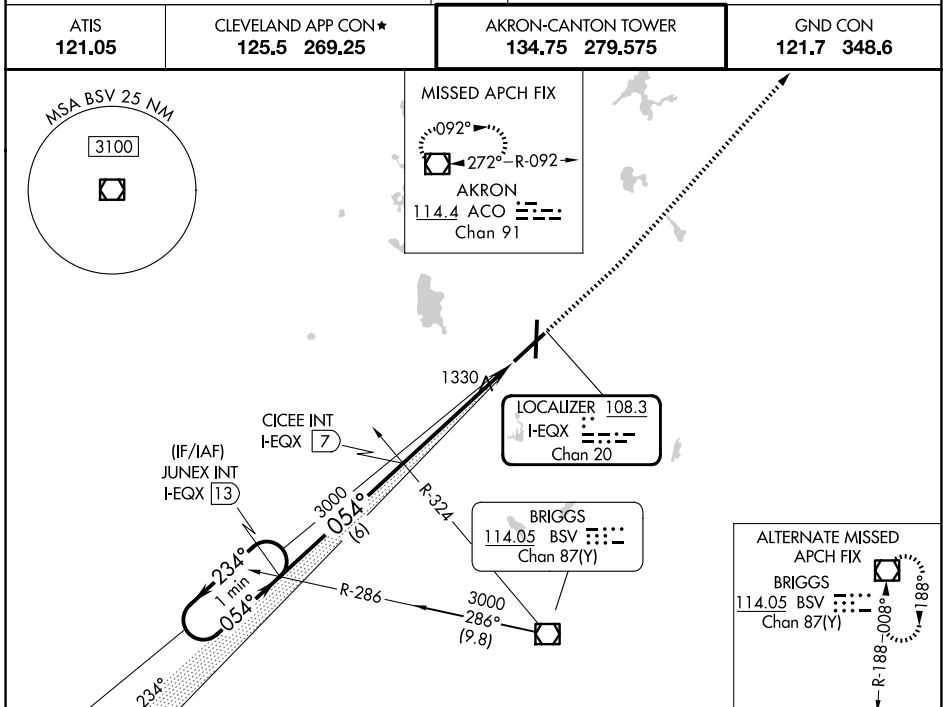 ATIS
121.05
CLEVELAND APP CON★
125.5 269.25
AKRON-CANTON TOWER
134.75 279.575
GND CON
121.7 348.6
MSA BSV 25 NM
3100
MISSED APCH FIX
092°
272°
R-092
AKRON
114.4 ACO
Chan 91
1330
LOCALIZER 108.3
I-EQX
Chan 20
CICEE INT
I-EQX 7
(IF/IAF)
JUNEX INT
I-EQX 13
3000
054°
(6)
R-324
BRIGGS
114.05 BSV
Chan 87(Y)
234°
1 min
054°
R-286
3000
286°
(9.8)
234°
ALTERNATE MISSED
APCH FIX
BRIGGS
114.05 BSV
Chan 87(Y)
188°
008°
R-188